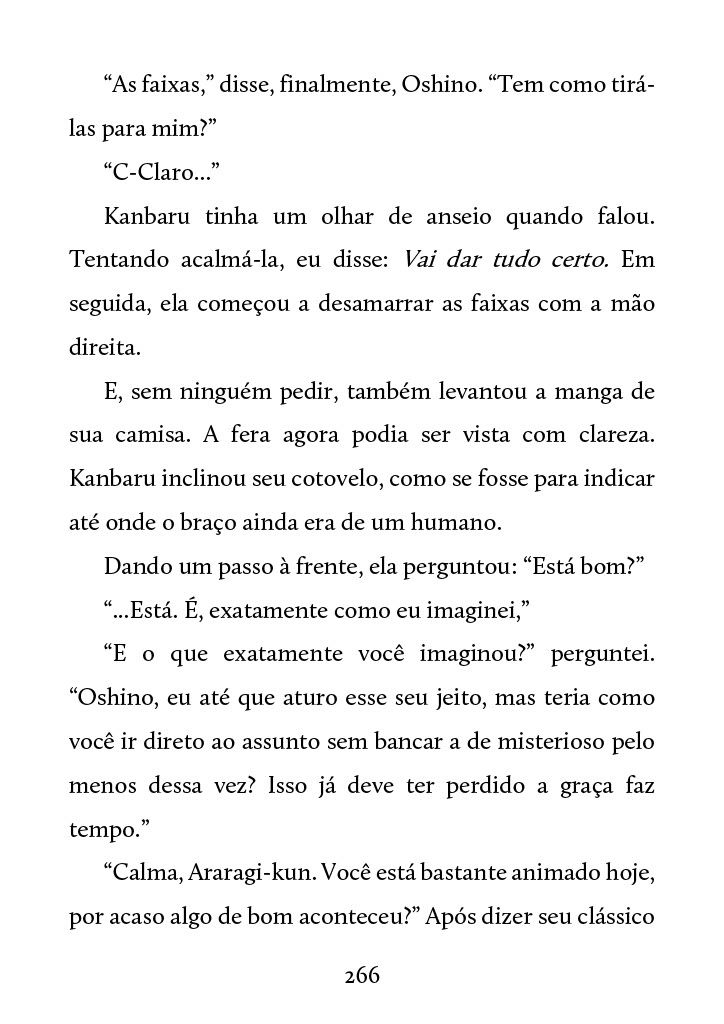 “As faixas,” disse, finalmente, Oshino. “Tem como tirá-
las para mim?”
“C-Claro...”
Kanbaru tinha um olhar de anseio quando falou.
Tentando acalmá-la, eu disse: Vai dar tudo certo. Em
seguida, ela começou a desamarrar as faixas com a mão
direita.
E, sem ninguém pedir, também levantou a manga de
sua camisa. A fera agora podia ser vista com clareza.
Kanbaru inclinou seu cotovelo, como se fosse para indicar
até onde o braço ainda era de um humano.
Dando um passo à frente, ela perguntou: “Está bom?”
“...Está. É, exatamente como eu imaginei,”
“E o que exatamente você imaginou?” perguntei.
“Oshino, eu até que aturo esse seu jeito, mas teria como
você ir direto ao assunto sem bancar a de misterioso pelo
menos dessa vez? Isso já deve ter perdido a graça faz
tempo.”
“Calma, Araragi-kun. Você está bastante animado hoje,
por acaso algo de bom aconteceu?” Após dizer seu clássico
266